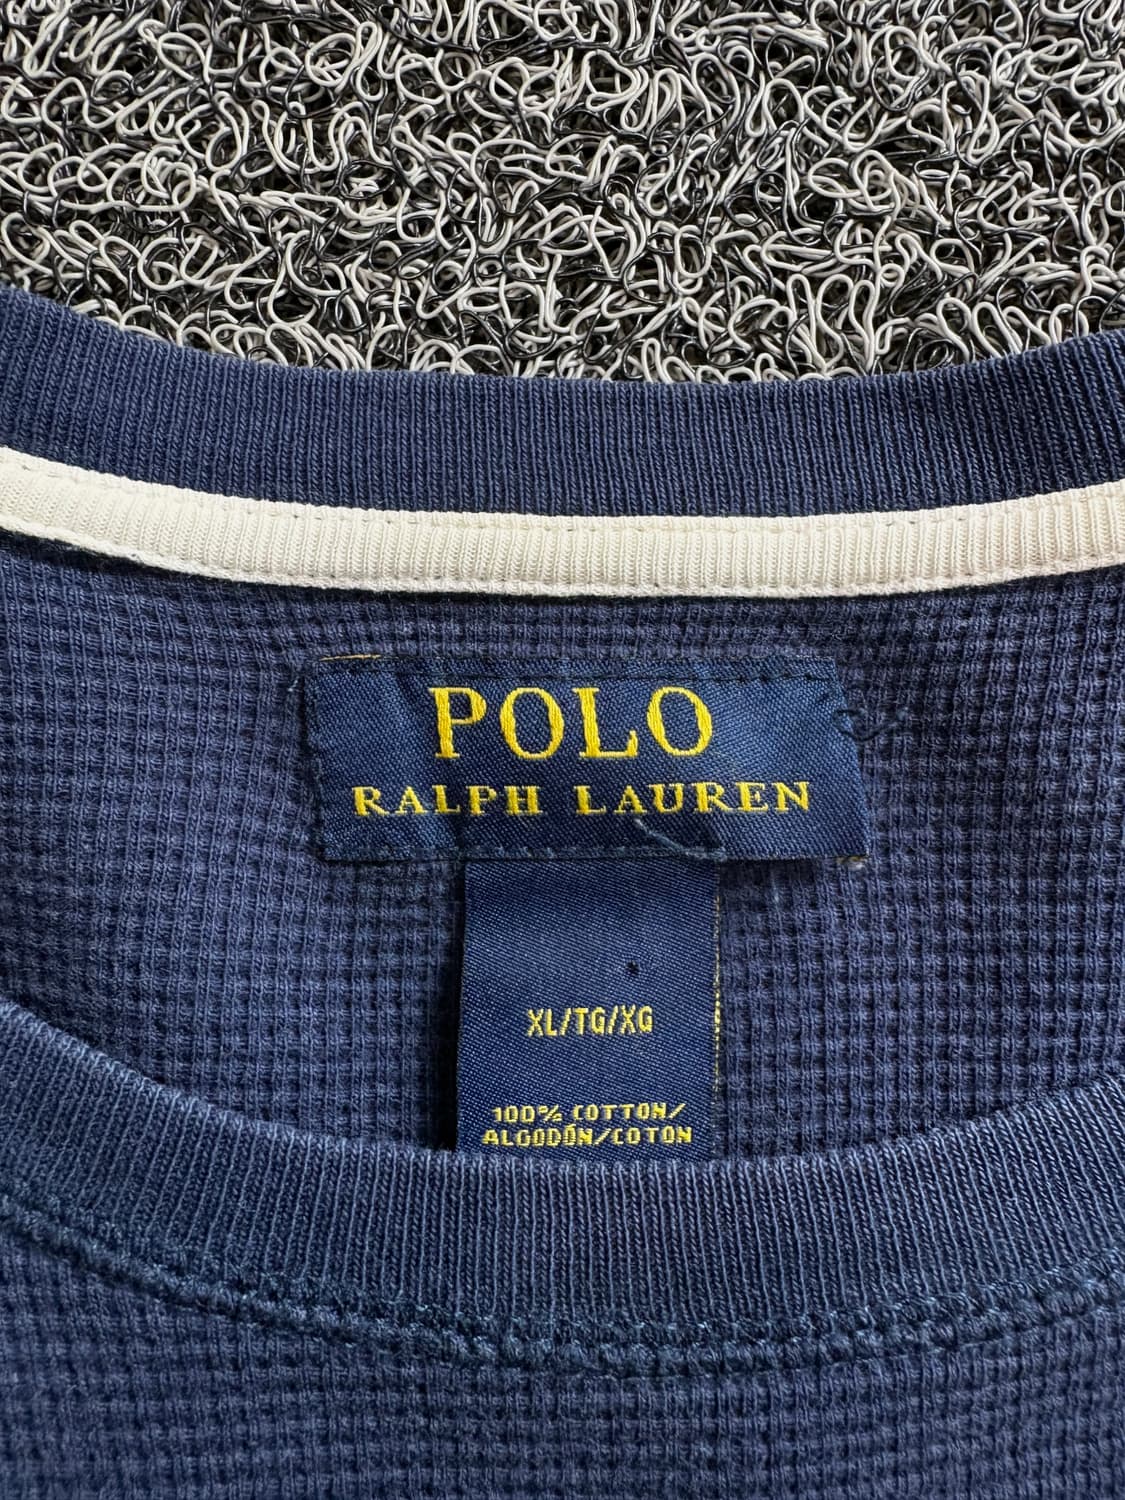 POLO
RALPH LAUREN
XL/TG/XG
100% COTTON/
ALGODÓN/COTON